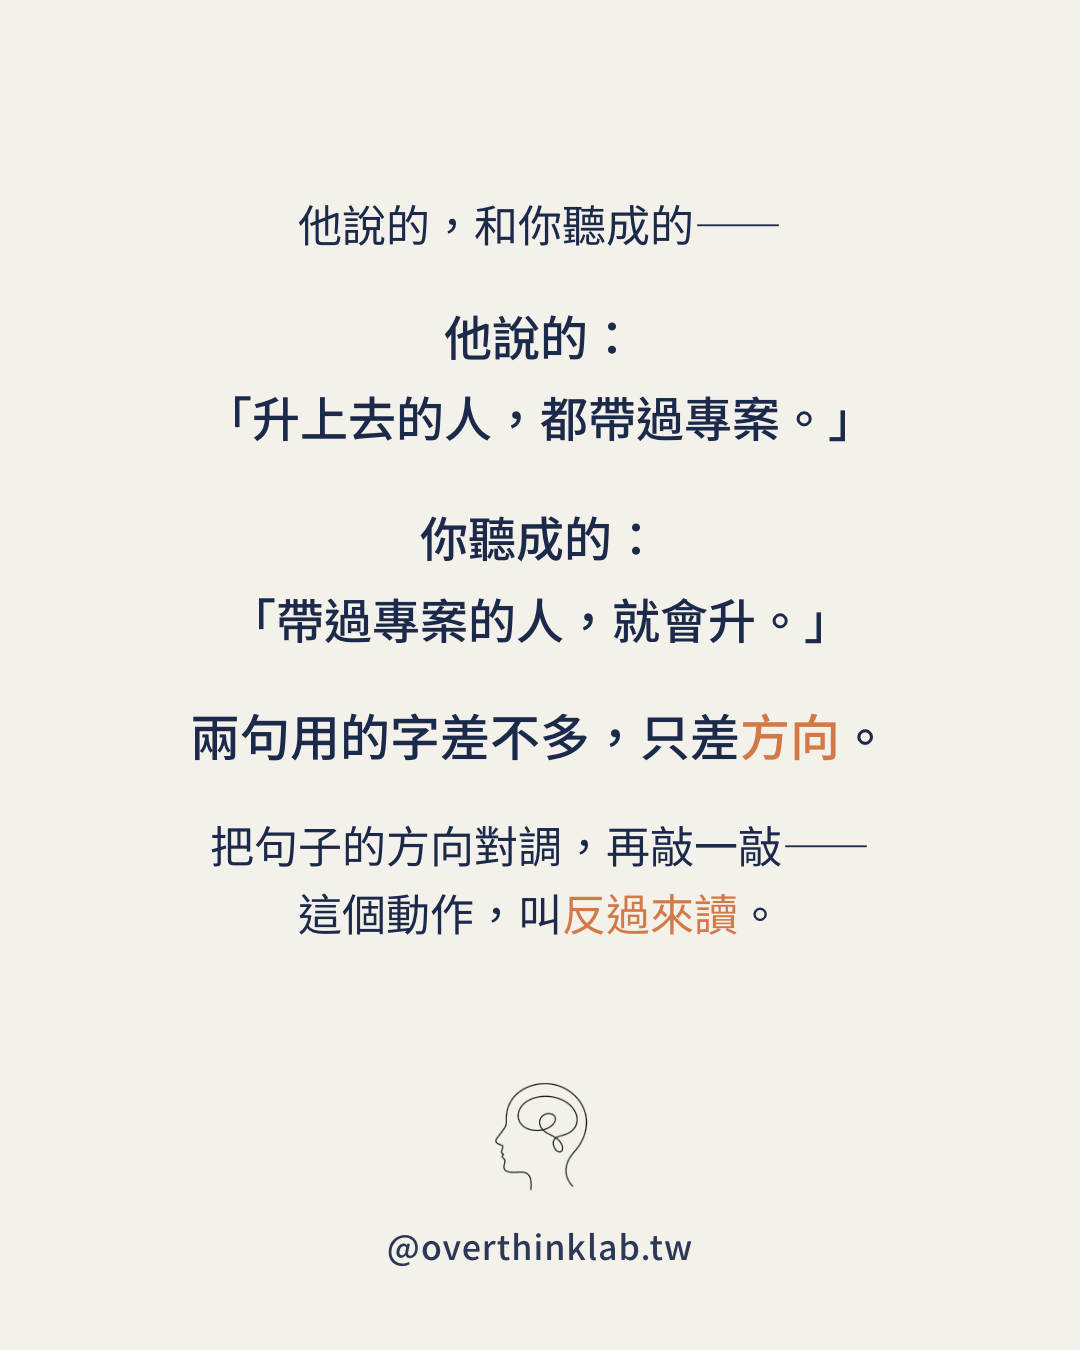 他說的，和你聽成的——
他說的：
「升上去的人，都帶過專案。」
你聽成的：
「帶過專案的人，就會升。」
兩句用的字差不多，只差方向。
把句子的方向對調，再敲一敲——
這個動作，叫反過來讀。
@overthinklab.tw